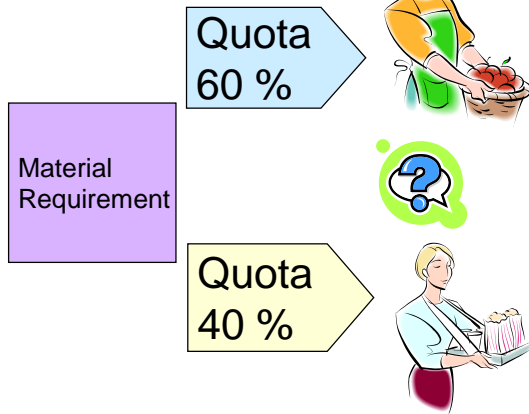 Quota
60 %
Material
Requirement
?
Quota
40 %